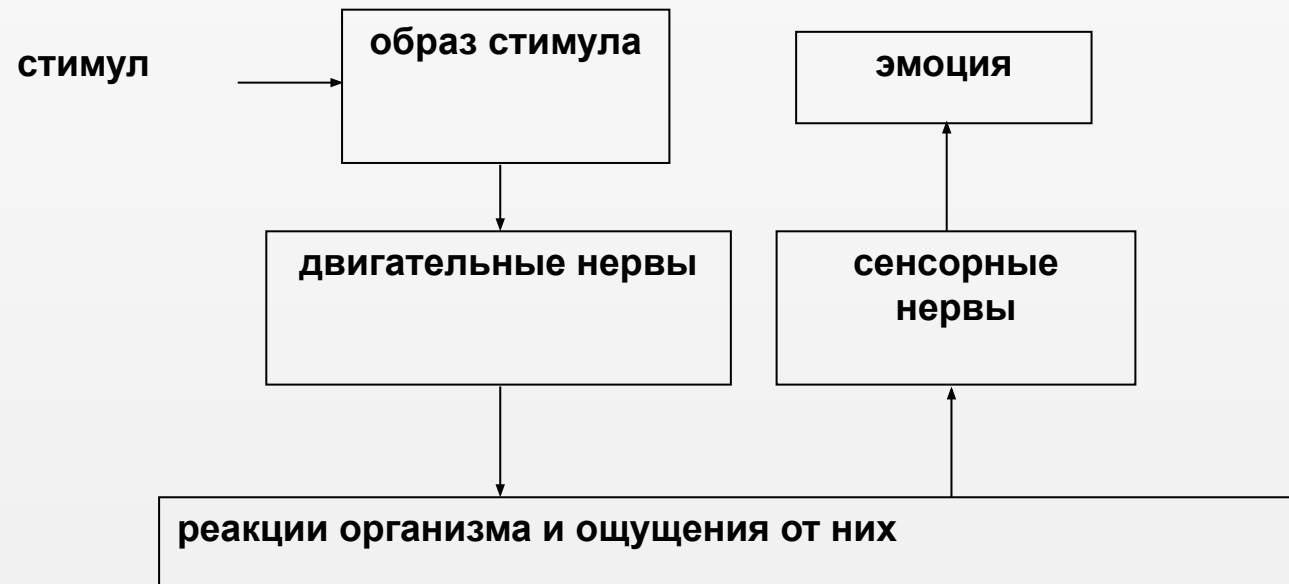 стимул
образ стимула
эмоция
двигательные нервы
сенсорные
нервы
реакции организма и ощущения от них